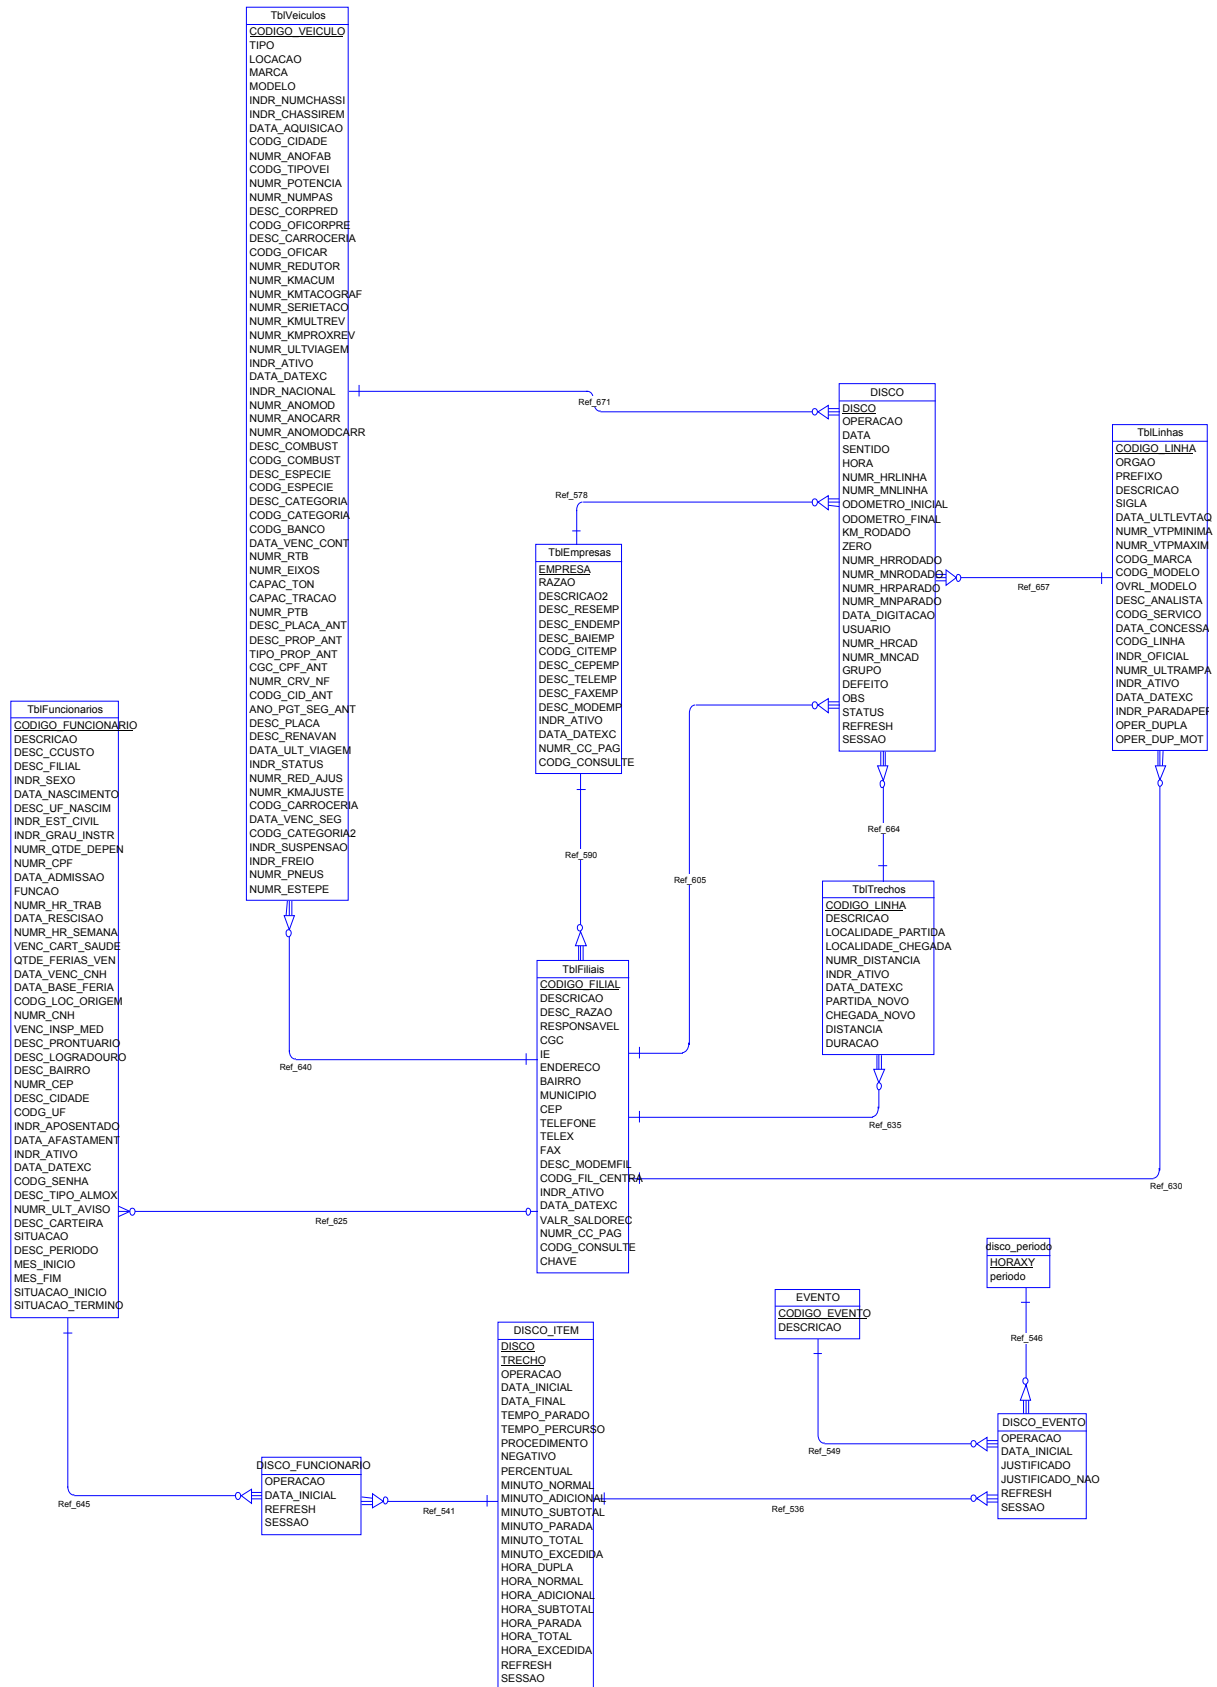 TblVeiculos
CODIGO_VEICULO
TIPO
LOCACAO
MARCA
MODELO
INDR_NUMCHASSI
INDR_CHASSIREM
DATA_AQUISICAO
CODG_CIDADE
NUMR_ANOFAB
CODG_TIPOVEI
NUMR_POTENCIA
NUMR_NUMPAS
DESC_CORPRED
CODG_OFICORPRE
DESC_CARROCERIA
CODG_OFICAR
NUMR_REDUTOR
NUMR_KMACUM
NUMR_KMTACOGRAF
NUMR_SERIETACO
NUMR_KMULTREV
NUMR_KMPROXREV
NUMR_ULTVIAGEM
INDR_ATIVO
DATA_DATEXC
INDR_NACIONAL
NUMR_ANOMOD
NUMR_ANOCARR
NUMR_ANOMODCARR
DESC_COMBUST
CODG_COMBUST
DESC_ESPECIE
CODG_ESPECIE
DESC_CATEGORIA
CODG_CATEGORIA
CODG_BANCO
DATA_VENC_CONT
NUMR_RTB
NUMR_EIXOS
CAPAC_TON
CAPAC_TRACAO
NUMR_PTB
DESC_PLACA_ANT
DESC_PROP_ANT
TIPO_PROP_ANT
CGC_CPF_ANT
NUMR_CRV_NF
CODG_CID_ANT
ANO_PGT_SEG_ANT
DESC_PLACA
DESC_RENAVAN
DATA_ULT_VIAGEM
INDR_STATUS
NUMR_RED_AJUS
NUMR_KMAJUSTE
CODG_CARROCERIA
DATA_VENC_SEG
CODG_CATEGORIA2
INDR_SUSPENSAO
INDR_FREIO
NUMR_PNEUS
NUMR_ESTEPE
Ref_671
DISCO
DISCO
OPERACAO
DATA
SENTIDO
HORA
NUMR_HRLINHA
NUMR_MNLINHA
ODOMETRO_INICIAL
ODOMETRO_FINAL
KM_RODADO
ZERO
NUMR_HRRODADO
NUMR_MNRODADO
NUMR_HRPARADO
NUMR_MNPARADO
DATA_DIGITACAO
USUARIO
NUMR_HRCAD
NUMR_MNCAD
GRUPO
DEFEITO
OBS
STATUS
REFRESH
SESSAO
TblLinhas
CODIGO_LINHA
ORGAO
PREFIXO
DESCRICAO
SIGLA
DATA_ULTLEVTAQ
NUMR_VTPMINIMA
NUMR_VTPMAXIM
CODG_MARCA
CODG_MODELO
OVRL_MODELO
DESC_ANALISTA
CODG_SERVICO
DATA_CONCESSA
CODG_LINHA
INDR_OFICIAL
NUMR_ULTRAMPA
INDR_ATIVO
DATA_DATEXC
INDR_PARADAPER
OPER_DUPLA
OPER_DUP_MOT
Ref_578
Ref_657
TblEmpresas
EMPRESA
RAZAO
DESCRICAO2
DESC_RESEMP
DESC_ENDEMP
DESC_BAIEMP
CODG_CITEMP
DESC_CEPEMP
DESC_TELEMP
DESC_FAXEMP
DESC_MODEMP
INDR_ATIVO
DATA_DATEXC
NUMR_CC_PAG
CODG_CONSULTE
Ref_590
Ref_605
Ref_664
TblTrechos
CODIGO_LINHA
DESCRICAO
LOCALIDADE_PARTIDA
LOCALIDADE_CHEGADA
NUMR_DISTANCIA
INDR_ATIVO
DATA_DATEXC
PARTIDA_NOVO
CHEGADA_NOVO
DISTANCIA
DURACAO
TblFuncionarios
CODIGO_FUNCIONARIO
DESCRICAO
DESC_CCUSTO
DESC_FILIAL
INDR_SEXO
DATA_NASCIMENTO
DESC_UF_NASCIM
INDR_EST_CIVIL
INDR_GRAU_INSTR
NUMR_QTDE_DEPEN
NUMR_CPF
DATA_ADMISSAO
FUNCAO
NUMR_HR_TRAB
DATA_RESCISAO
NUMR_HR_SEMANA
VENC_CART_SAUDE
QTDE_FERIAS_VEN
DATA_VENC_CNH
DATA_BASE_FERIA
CODG_LOC_ORIGEM
NUMR_CNH
VENC_INSP_MED
DESC_PRONTUARIO
DESC_LOGRADOURO
DESC_BAIRRO
NUMR_CEP
DESC_CIDADE
CODG_UF
INDR_APOSENTADO
DATA_AFASTAMENT
INDR_ATIVO
DATA_DATEXC
CODG_SENHA
DESC_TIPO_ALMOX
NUMR_ULT_AVISO
DESC_CARTEIRA
SITUACAO
DESC_PERIODO
MES_INICIO
MES_FIM
SITUACAO_INICIO
SITUACAO_TERMINO
TblFiliais
CODIGO_FILIAL
DESCRICAO
DESC_RAZAO
RESPONSAVEL
CGC
IE
ENDERECO
BAIRRO
MUNICIPIO
CEP
TELEFONE
TELEX
FAX
DESC_MODEMFIL
CODG_FIL_CENTRA
INDR_ATIVO
DATA_DATEXC
VALR_SALDOREC
NUMR_CC_PAG
CODG_CONSULTE
CHAVE
Ref_640
Ref_635
Ref_630
Ref_625
disco_periodo
HORAXY
periodo
EVENTO
CODIGO_EVENTO
DESCRICAO
Ref_546
DISCO_ITEM
DISCO
TRECHO
OPERACAO
DATA_INICIAL
DATA_FINAL
TEMPO_PARADO
TEMPO_PERCURSO
PROCEDIMENTO
NEGATIVO
PERCENTUAL
MINUTO_NORMAL
MINUTO_ADICIONAL
MINUTO_SUBTOTAL
MINUTO_PARADA
MINUTO_TOTAL
MINUTO_EXCEDIDA
HORA_DUPLA
HORA_NORMAL
HORA_ADICIONAL
HORA_SUBTOTAL
HORA_PARADA
HORA_TOTAL
HORA_EXCEDIDA
REFRESH
SESSAO
DISCO_EVENTO
OPERACAO
DATA_INICIAL
JUSTIFICADO
JUSTIFICADO_NAO
REFRESH
SESSAO
Ref_549
Ref_536
DISCO_FUNCIONARIO
OPERACAO
DATA_INICIAL
REFRESH
SESSAO
Ref_645
Ref_541